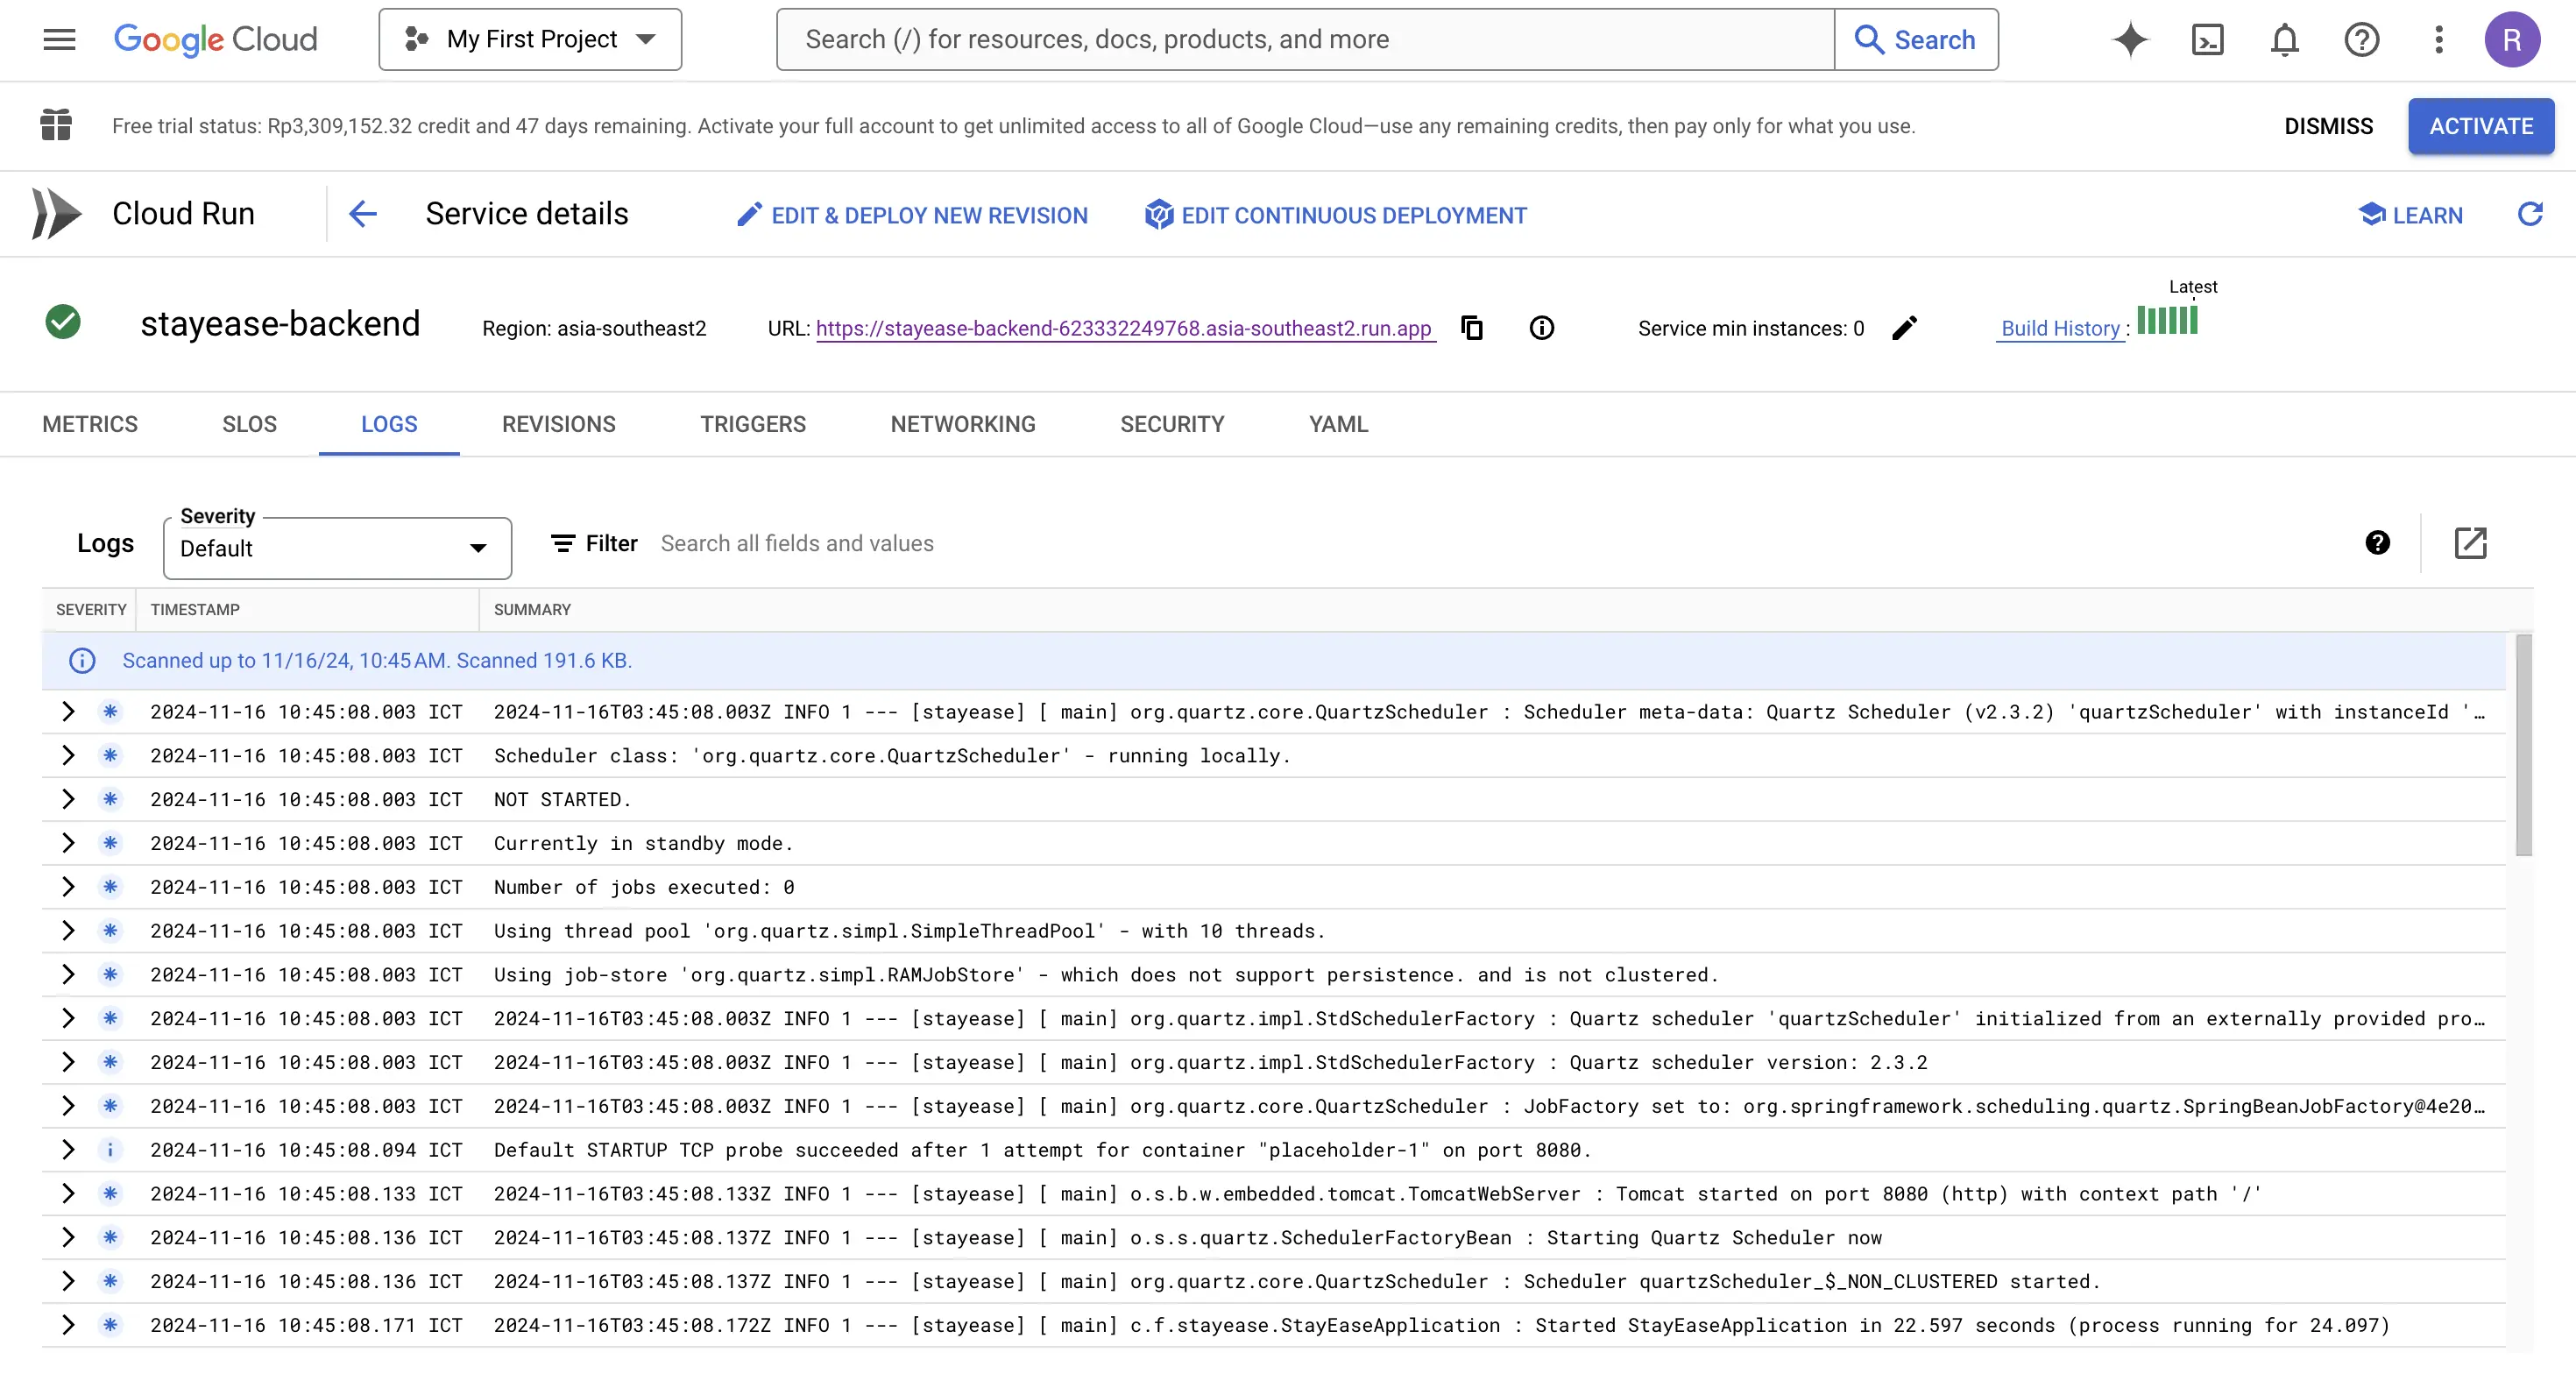 Google Cloud My First Project Search (/) for resources, docs, products, and more Search R
Free trial status: Rp3,309,152.32 credit and 47 days remaining. Activate your full account to get unlimited access to all of Google Cloud—use any remaining credits, then pay only for what you use. DISMISS ACTIVATE
Cloud Run Service details EDIT & DEPLOY NEW REVISION EDIT CONTINUOUS DEPLOYMENT LEARN
Latest
stayease-backend Region: asia-southeast2 URL: https://stayease-backend-623332249768.asia-southeast2.run.app Service min instances: 0 Build History :
METRICS SLOS LOGS REVISIONS TRIGGERS NETWORKING SECURITY YAML
Severity
Logs Default Filter Search all fields and values
SEVERITY TIMESTAMP SUMMARY
Scanned up to 11/16/24, 10:45 AM. Scanned 191.6 KB.
2024-11-16 10:45:08.003 ICT 2024-11-16T03:45:08.003Z INFO 1 --- [stayease] [ main] org.quartz.core.QuartzScheduler : Scheduler meta-data: Quartz Scheduler (v2.3.2) 'quartzScheduler' with instanceId '…
2024-11-16 10:45:08.003 ICT Scheduler class: 'org.quartz.core.QuartzScheduler' - running locally.
2024-11-16 10:45:08.003 ICT NOT STARTED.
2024-11-16 10:45:08.003 ICT Currently in standby mode.
2024-11-16 10:45:08.003 ICT Number of jobs executed: 0
2024-11-16 10:45:08.003 ICT Using thread pool 'org.quartz.simpl.SimpleThreadPool' - with 10 threads.
2024-11-16 10:45:08.003 ICT Using job-store 'org.quartz.simpl.RAMJobStore' - which does not support persistence. and is not clustered.
2024-11-16 10:45:08.003 ICT 2024-11-16T03:45:08.003Z INFO 1 --- [stayease] [ main] org.quartz.impl.StdSchedulerFactory : Quartz scheduler 'quartzScheduler' initialized from an externally provided pro…
2024-11-16 10:45:08.003 ICT 2024-11-16T03:45:08.003Z INFO 1 --- [stayease] [ main] org.quartz.impl.StdSchedulerFactory : Quartz scheduler version: 2.3.2
2024-11-16 10:45:08.003 ICT 2024-11-16T03:45:08.003Z INFO 1 --- [stayease] [ main] org.quartz.core.QuartzScheduler : JobFactory set to: org.springframework.scheduling.quartz.SpringBeanJobFactory@4e20…
2024-11-16 10:45:08.094 ICT Default STARTUP TCP probe succeeded after 1 attempt for container "placeholder-1" on port 8080.
2024-11-16 10:45:08.133 ICT 2024-11-16T03:45:08.133Z INFO 1 --- [stayease] [ main] o.s.b.w.embedded.tomcat.TomcatWebServer : Tomcat started on port 8080 (http) with context path '/'
2024-11-16 10:45:08.136 ICT 2024-11-16T03:45:08.137Z INFO 1 --- [stayease] [ main] o.s.s.quartz.SchedulerFactoryBean : Starting Quartz Scheduler now
2024-11-16 10:45:08.136 ICT 2024-11-16T03:45:08.137Z INFO 1 --- [stayease] [ main] org.quartz.core.QuartzScheduler : Scheduler quartzScheduler_$_NON_CLUSTERED started.
2024-11-16 10:45:08.171 ICT 2024-11-16T03:45:08.172Z INFO 1 --- [stayease] [ main] c.f.stayease.StayEaseApplication : Started StayEaseApplication in 22.597 seconds (process running for 24.097)